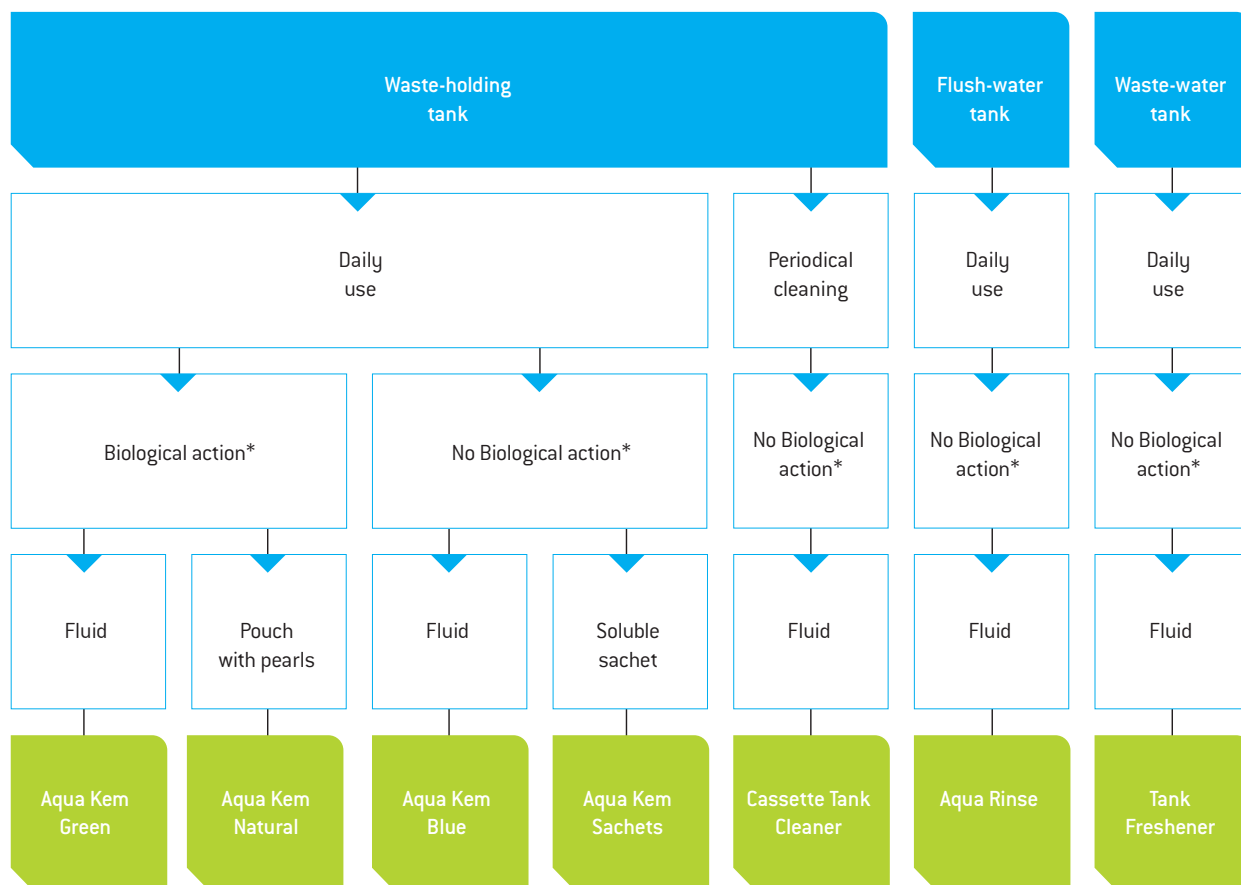 Waste-holding
tank
Flush-water
tank
Waste-water
tank
Daily
use
Periodical
cleaning
Daily
use
Daily
use
Biological action*
No Biological action*
No Biological
action*
No Biological
action*
No Biological
action*
Fluid
Pouch
with pearls
Fluid
Soluble
sachet
Fluid
Fluid
Fluid
Aqua Kem
Green
Aqua Kem
Natural
Aqua Kem
Blue
Aqua Kem
Sachets
Cassette Tank
Cleaner
Aqua Rinse
Tank
Freshener